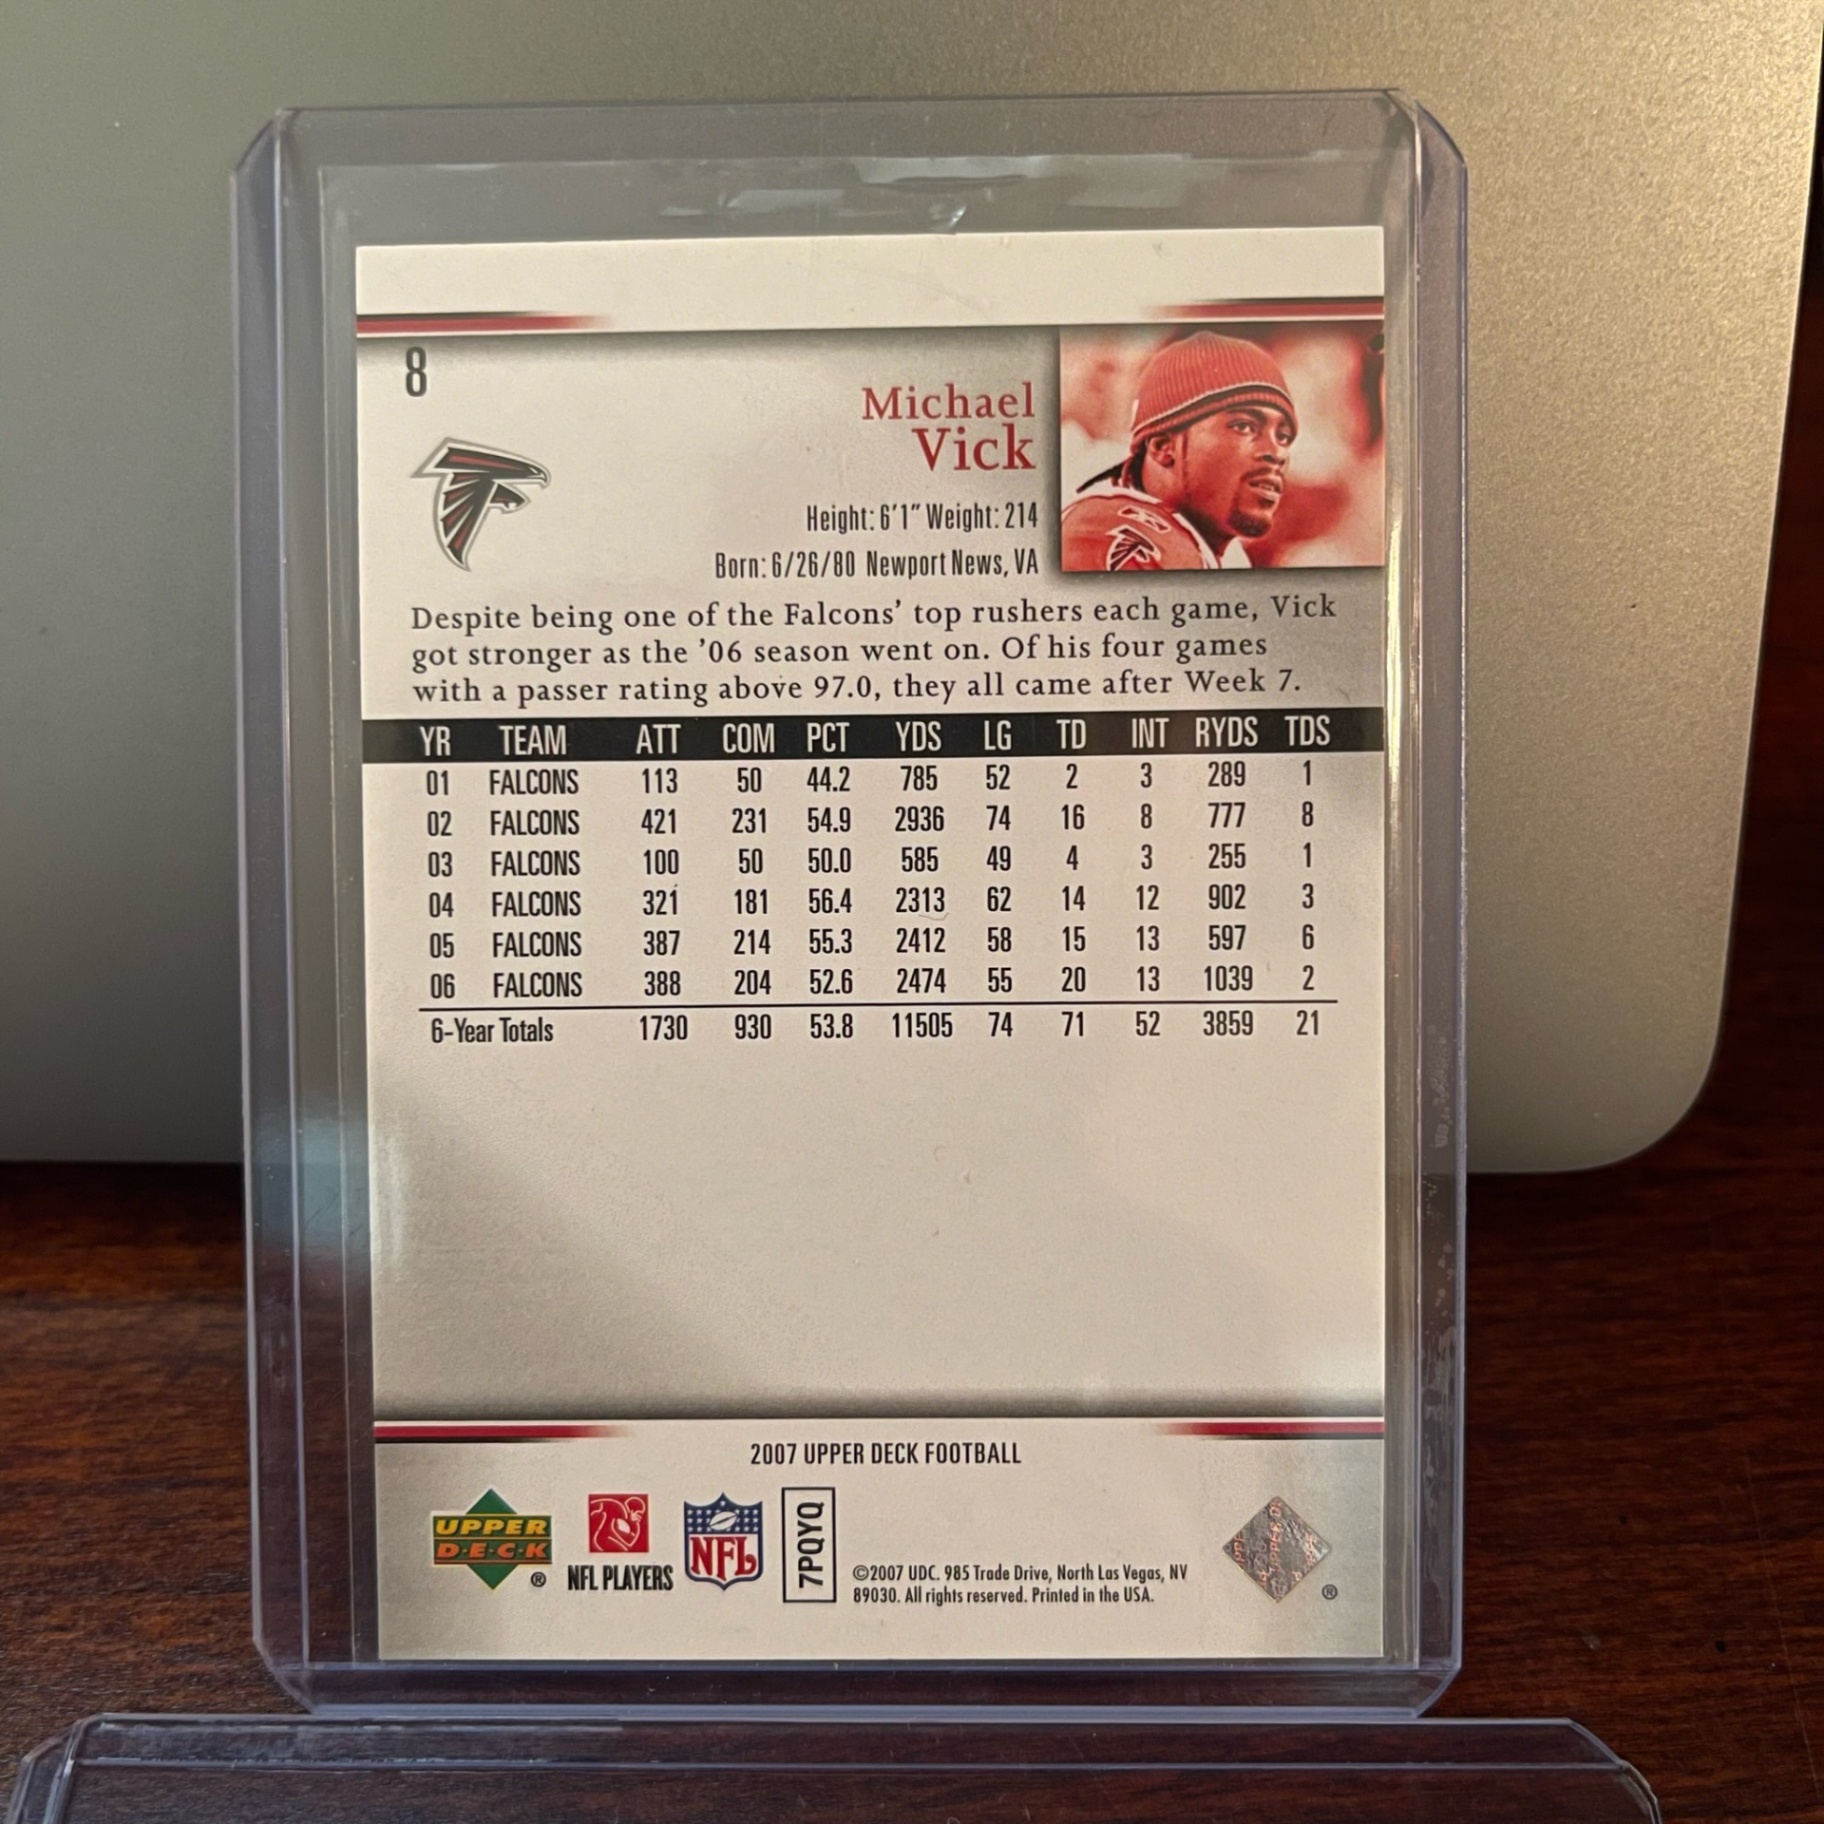 8
Michael
Vick
Height: 6'1" Weight: 214
Born: 6/26/80 Newport News, VA
Despite being one of the Falcons' top rushers each game, Vick
got stronger as the '06 season went on. Of his four games
with a passer rating above 97.0, they all came after Week 7.
YR TEAM ATT COM PCT YDS LG TD INT RYDS TDS
01 FALCONS 113 50 44.2 785 52 2 3 289 1
02 FALCONS 421 231 54.9 2936 74 16 8 777 8
03 FALCONS 100 50 50.0 585 49 4 3 255 1
04 FALCONS 321 181 56.4 2313 62 14 12 902 3
05 FALCONS 387 214 55.3 2412 58 15 13 597 6
06 FALCONS 388 204 52.6 2474 55 20 13 1039 2
6-Year Totals 1730 930 53.8 11505 74 71 52 3859 21
2007 UPPER DECK FOOTBALL
UPPER
D·E·C·K
®
NFL PLAYERS
NFL
7PQYQ
©2007 UDC. 985 Trade Drive, North Las Vegas, NV
89030. All rights reserved. Printed in the USA.
®